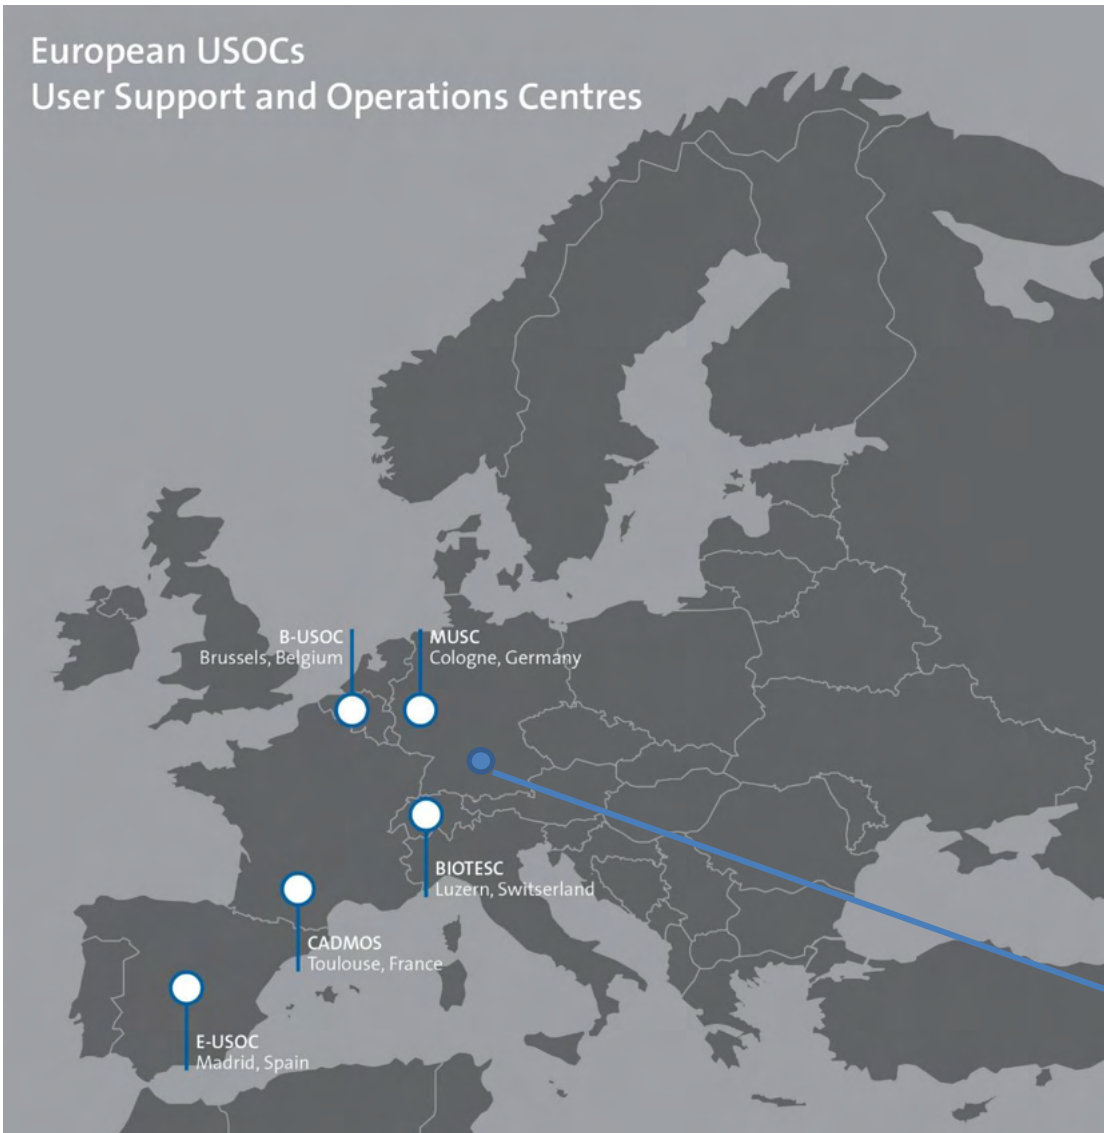 European USOCs
User Support and Operations Centres
B-USOC
Brussels, Belgium
MUSC
Cologne, Germany
BIOTESC
Luzern, Switserland
CADMOS
Toulouse, France
E-USOC
Madrid, Spain